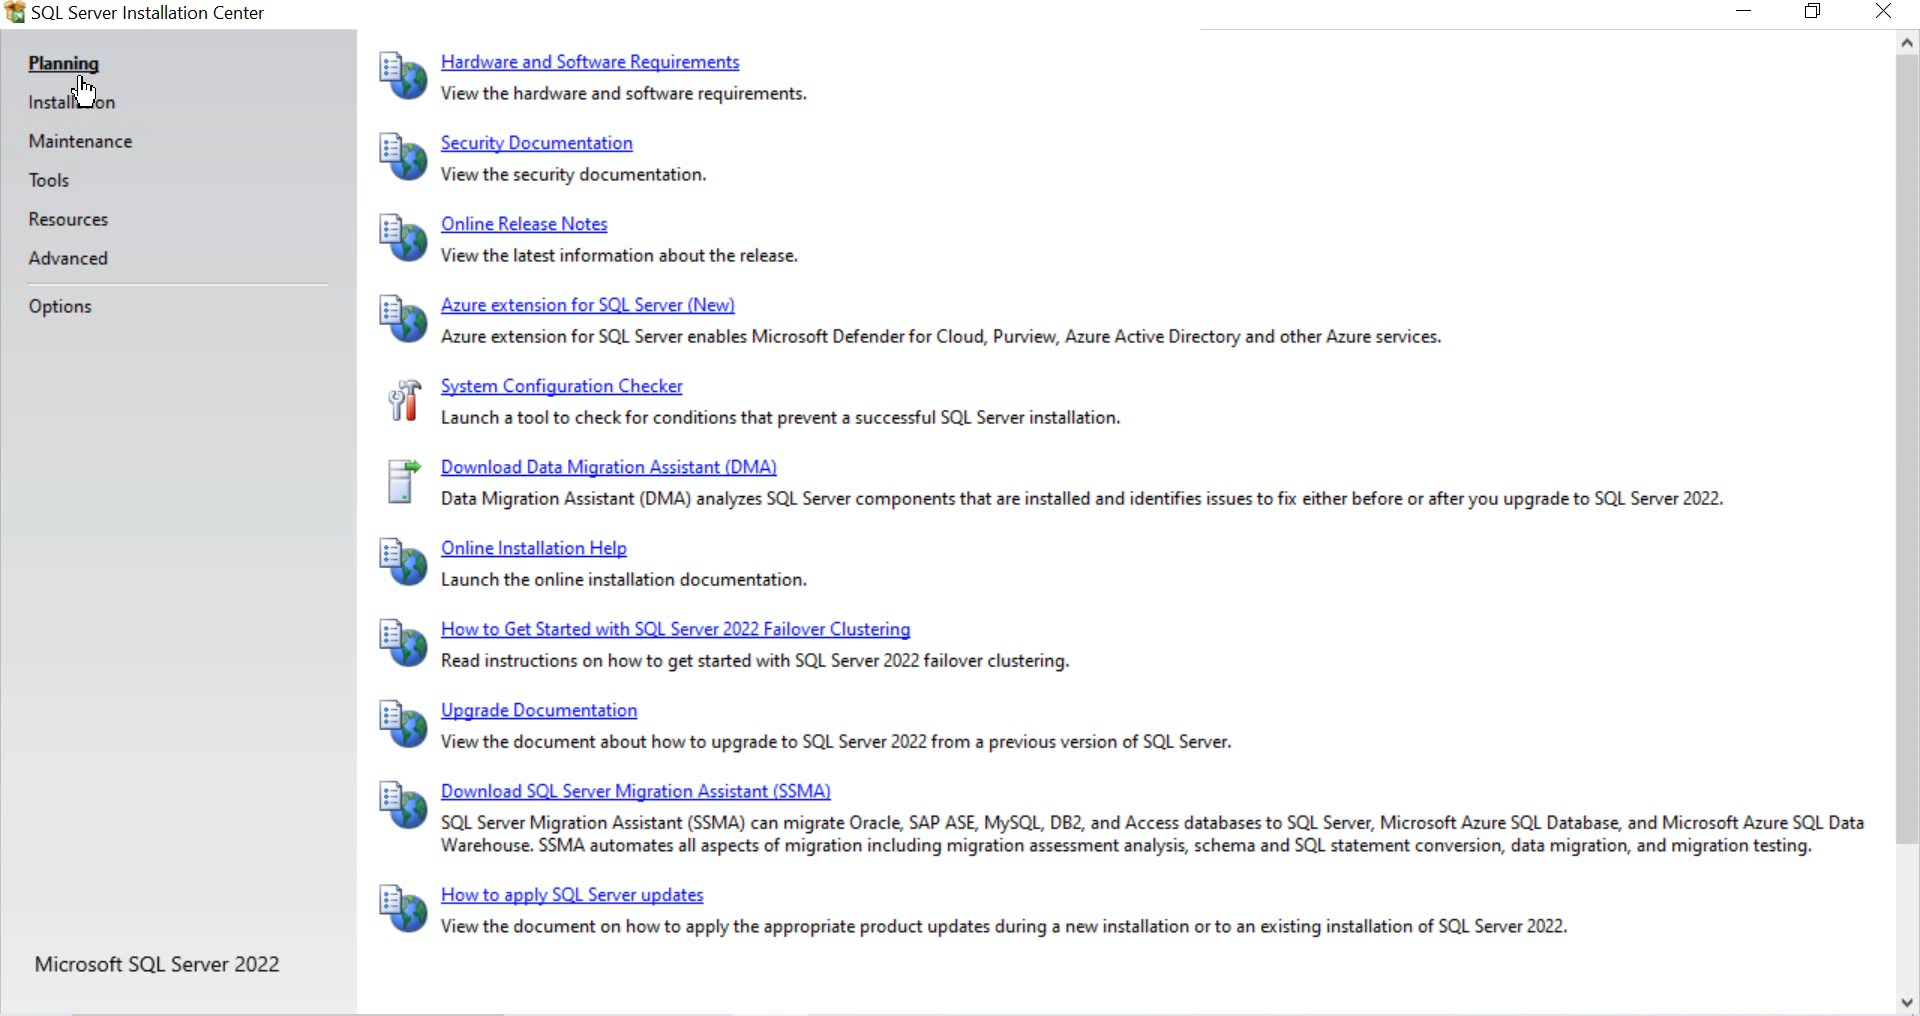 SQL Server Installation Center
Planning
Installation
Maintenance
Tools
Resources
Advanced
Options
Microsoft SQL Server 2022
Hardware and Software Requirements
View the hardware and software requirements.
Security Documentation
View the security documentation.
Online Release Notes
View the latest information about the release.
Azure extension for SQL Server (New)
Azure extension for SQL Server enables Microsoft Defender for Cloud, Purview, Azure Active Directory and other Azure services.
System Configuration Checker
Launch a tool to check for conditions that prevent a successful SQL Server installation.
Download Data Migration Assistant (DMA)
Data Migration Assistant (DMA) analyzes SQL Server components that are installed and identifies issues to fix either before or after you upgrade to SQL Server 2022.
Online Installation Help
Launch the online installation documentation.
How to Get Started with SQL Server 2022 Failover Clustering
Read instructions on how to get started with SQL Server 2022 failover clustering.
Upgrade Documentation
View the document about how to upgrade to SQL Server 2022 from a previous version of SQL Server.
Download SQL Server Migration Assistant (SSMA)
SQL Server Migration Assistant (SSMA) can migrate Oracle, SAP ASE, MySQL, DB2, and Access databases to SQL Server, Microsoft Azure SQL Database, and Microsoft Azure SQL Data
Warehouse. SSMA automates all aspects of migration including migration assessment analysis, schema and SQL statement conversion, data migration, and migration testing.
How to apply SQL Server updates
View the document on how to apply the appropriate product updates during a new installation or to an existing installation of SQL Server 2022.